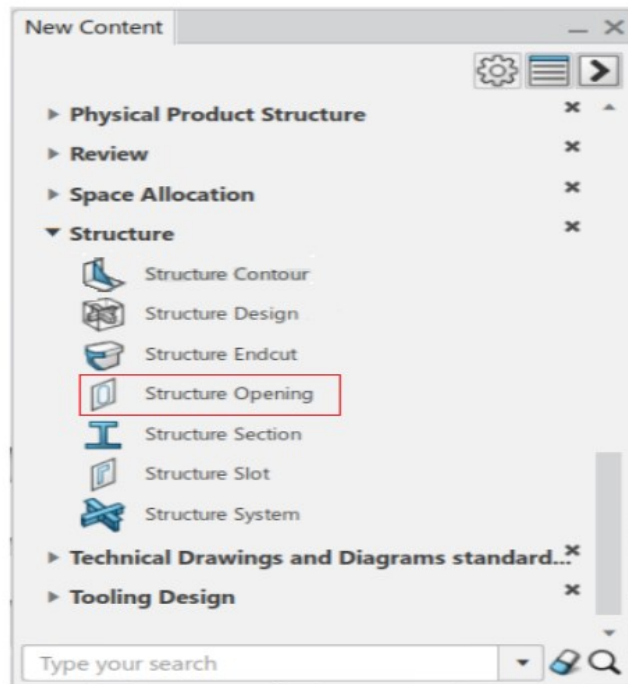 New Content
Physical Product Structure
Review
Space Allocation
Structure
Structure Contour
Structure Design
Structure Endcut
Structure Opening
Structure Section
Structure Slot
Structure System
Technical Drawings and Diagrams standard...
Tooling Design
Type your search